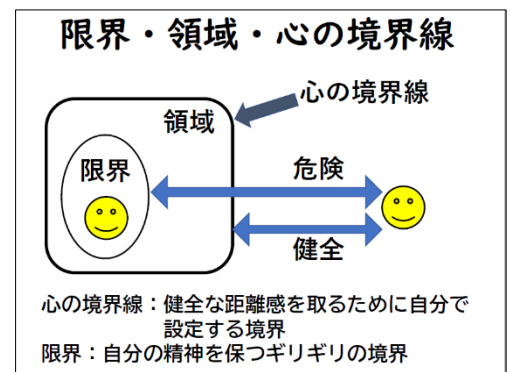 限界・領域・心の境界線
心の境界線
領域
限界
危険
健全
心の境界線：健全な距離感を取るために自分で
設定する境界
限界：自分の精神を保つギリギリの境界